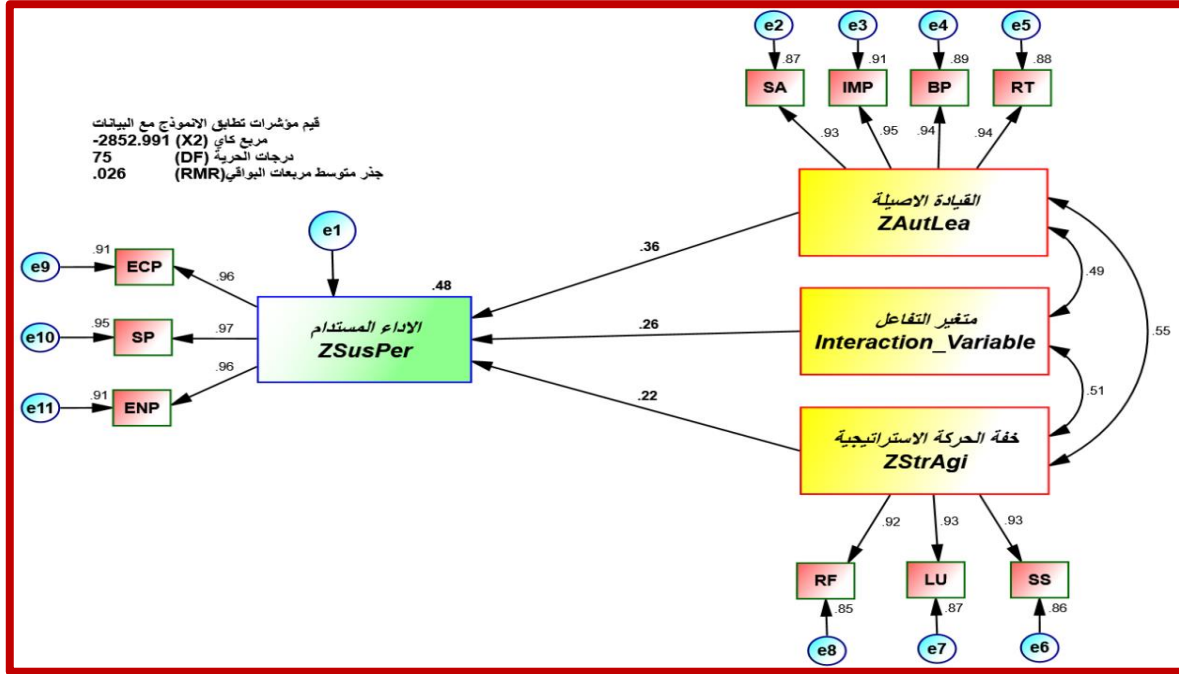 e2
e3
e4
e5
.87
.91
.89
.88
SA
IMP
BP
RT
.93
.95
.94
.94
قيم مؤشرات تطابق الانموذج مع البيانات
مربع كاي (X2) 2852.991-
درجات الحرية (DF) 75
جذر متوسط مربعات البواقي(RMR) .026
القيادة الاصيلة
ZAutLea
.36
.49
.55
e1
.48
الاداء المستدام
ZSusPer
e9
.91
ECP
.96
e10
.95
SP
.97
e11
.91
ENP
.96
متغير التفاعل
Interaction_Variable
.26
.51
.22
خفة الحركة الاستراتيجية
ZStrAgi
.92
.93
.93
RF
LU
SS
.85
.87
.86
e8
e7
e6